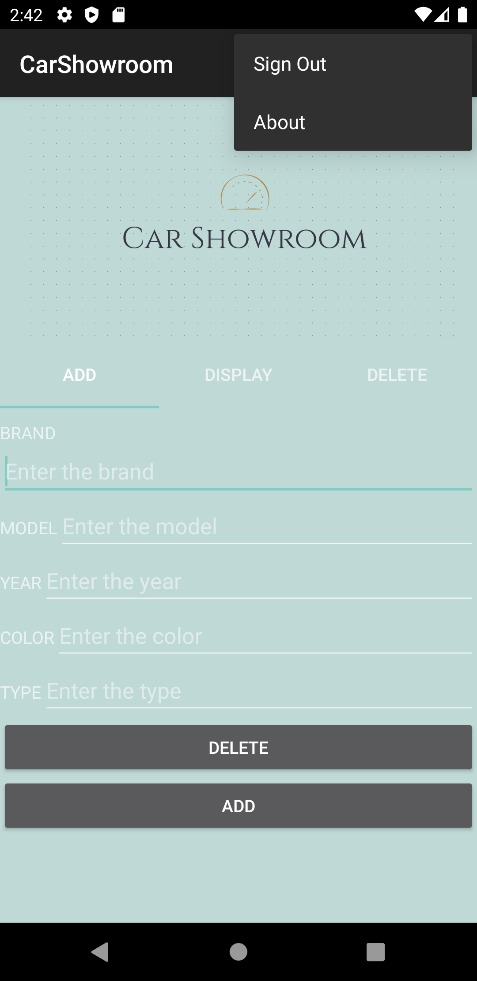 2:42
CarShowroom
Sign Out
About
CAR SHOWROOM
ADD DISPLAY DELETE
BRAND
Enter the brand
MODEL Enter the model
YEAR Enter the year
COLOR Enter the color
TYPE Enter the type
DELETE
ADD